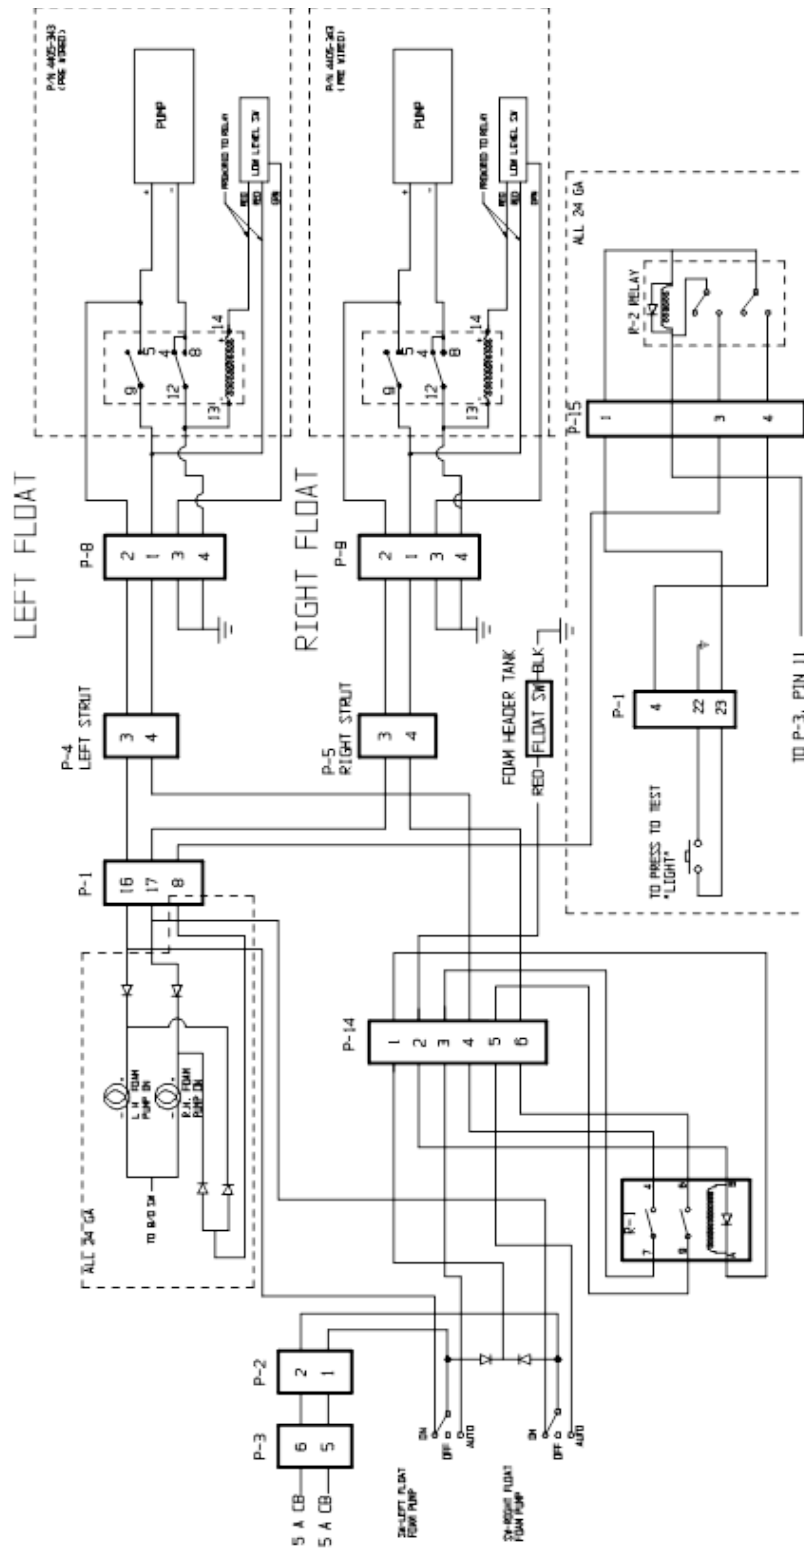 P/N 4405-343
(PRE WIRED)
PUMP
+
-
PREWIRED TO RELAY
LOW LEVEL SW
RED
RED
GRN
9
5
4
12
8
13
-
+
14
LEFT FLOAT
P-8
2
1
3
4
P-4
LEFT STRUT
3
4
P/N 4405-343
(PRE WIRED)
PUMP
+
-
PREWIRED TO RELAY
LOW LEVEL SW
RED
RED
GRN
9
5
4
12
8
13
-
+
14
RIGHT FLOAT
P-9
2
1
3
4
P-5
RIGHT STRUT
3
4
FOAM HEADER TANK
RED
FLOAT SW
BLK
ALL 24 GA
R-2 RELAY
P-15
1
3
4
P-1
4
22
23
TO PRESS TO TEST
"LIGHT"
TO P-3, PIN 11
P-1
16
17
8
ALL 24 GA
L.H. FOAM
PUMP ON
R.H. FOAM
PUMP ON
TO B/O SW
P-14
1
2
3
4
5
6
R-1
7
4
9
6
A
B
P-2
2
1
P-3
6
5
5 A CB
5 A CB
ON
OFF
AUTO
SW-LEFT FLOAT
FOAM PUMP
ON
OFF
AUTO
SW-RIGHT FLOAT
FOAM PUMP